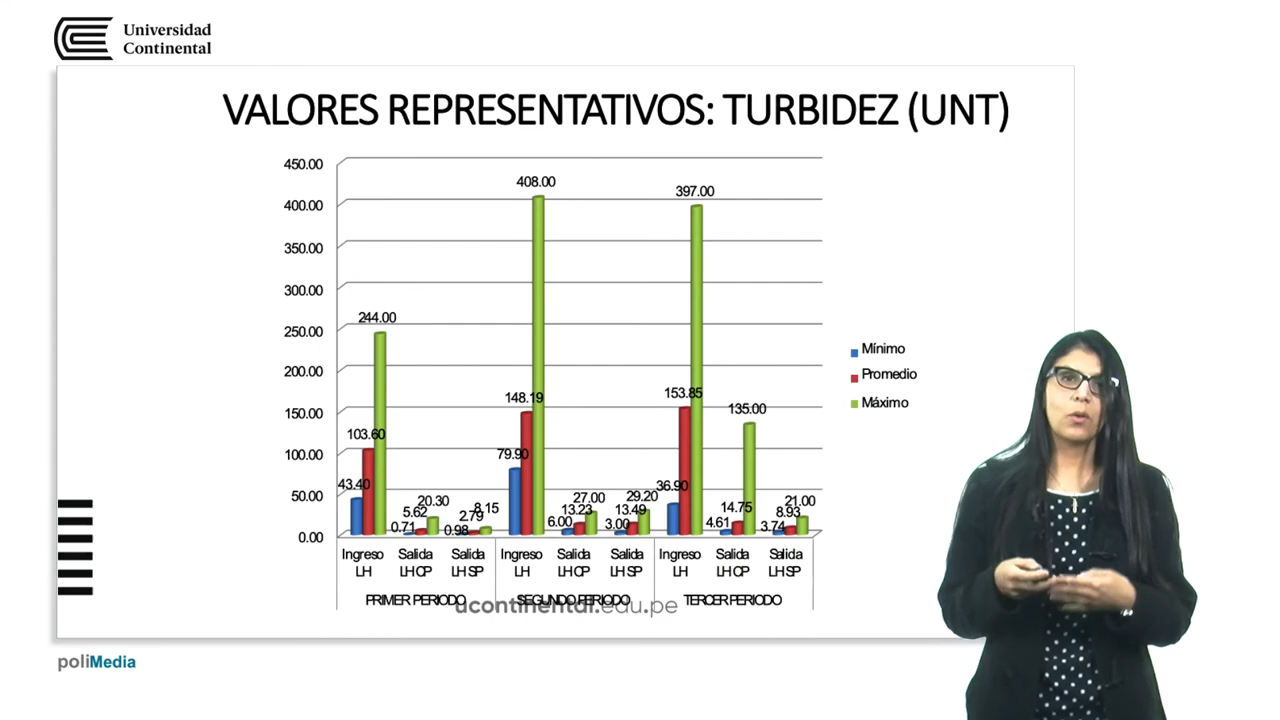 Universidad
Continental
VALORES REPRESENTATIVOS: TURBIDEZ (UNT)
450.00
400.00
350.00
300.00
250.00
200.00
150.00
100.00
50.00
0.00
43.40
103.60
244.00
0.71
5.62
20.30
0.98
2.79
8.15
79.90
148.19
408.00
6.00
13.23
27.00
3.00
13.49
29.20
36.90
153.85
397.00
4.61
14.75
135.00
3.74
8.93
21.00
Ingreso LH
Salida LH CP
Salida LH SP
Ingreso LH
Salida LH CP
Salida LH SP
Ingreso LH
Salida LH CP
Salida LH SP
PRIMER PERIODO
SEGUNDO PERIODO
TERCER PERIODO
Mínimo
Promedio
Máximo
ucontinental.edu.pe
poliMedia